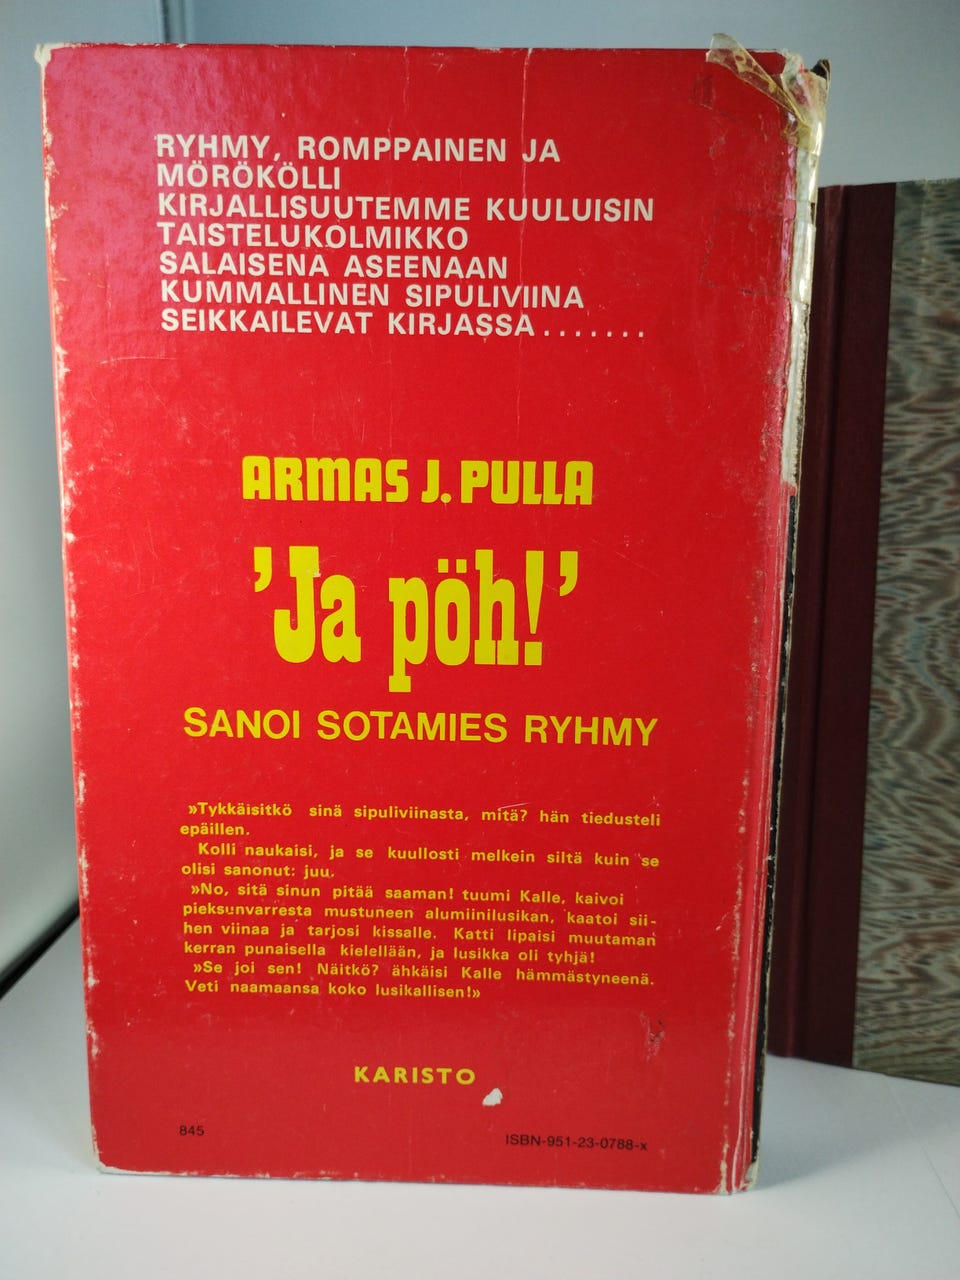 RYHMY, ROMPPAINEN JA
MÖRÖKÖLLI
KIRJALLISUUTEMME KUULUISIN
TAISTELUKOLMIKKO
SALAISENA ASEENAAN
KUMMALLINEN SIPULIVIINA
SEIKKAILEVAT KIRJASSA.......
ARMAS J. PULLA
'Ja pöh!'
SANOI SOTAMIES RYHMY
»Tykkäisitkö sinä sipuliviinasta, mitä? hän tiedusteli
epäillen.
Kolli naukaisi, ja se kuullosti melkein siltä kuin se
olisi sanonut: juu.
»No, sitä sinun pitää saaman! tuumi Kalle, kaivoi
pieksunvarresta mustuneen alumiinilusikan, kaatoi sii-
hen viinaa ja tarjosi kissalle. Katti lipaisi muutaman
kerran punaisella kielellään, ja lusikka oli tyhjä!
»Se joi sen! Näitkö? ähkäisi Kalle hämmästyneenä.
Veti naamaansa koko lusikallisen!»
KARISTO
845
ISBN-951-23-0788-x